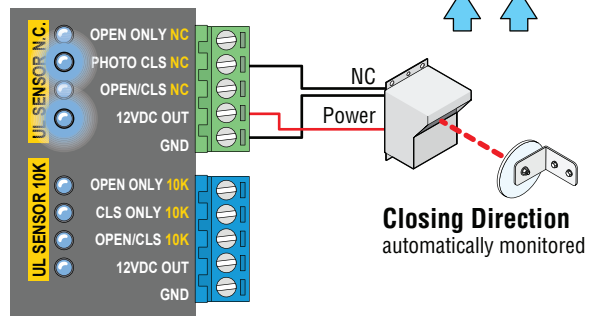 UL SENSOR N.C.
OPEN ONLY NC
PHOTO CLS NC
OPEN/CLS NC
12VDC OUT
GND
NC
Power
UL SENSOR 10K
OPEN ONLY 10K
CLS ONLY 10K
OPEN/CLS 10K
12VDC OUT
GND
Closing Direction
automatically monitored